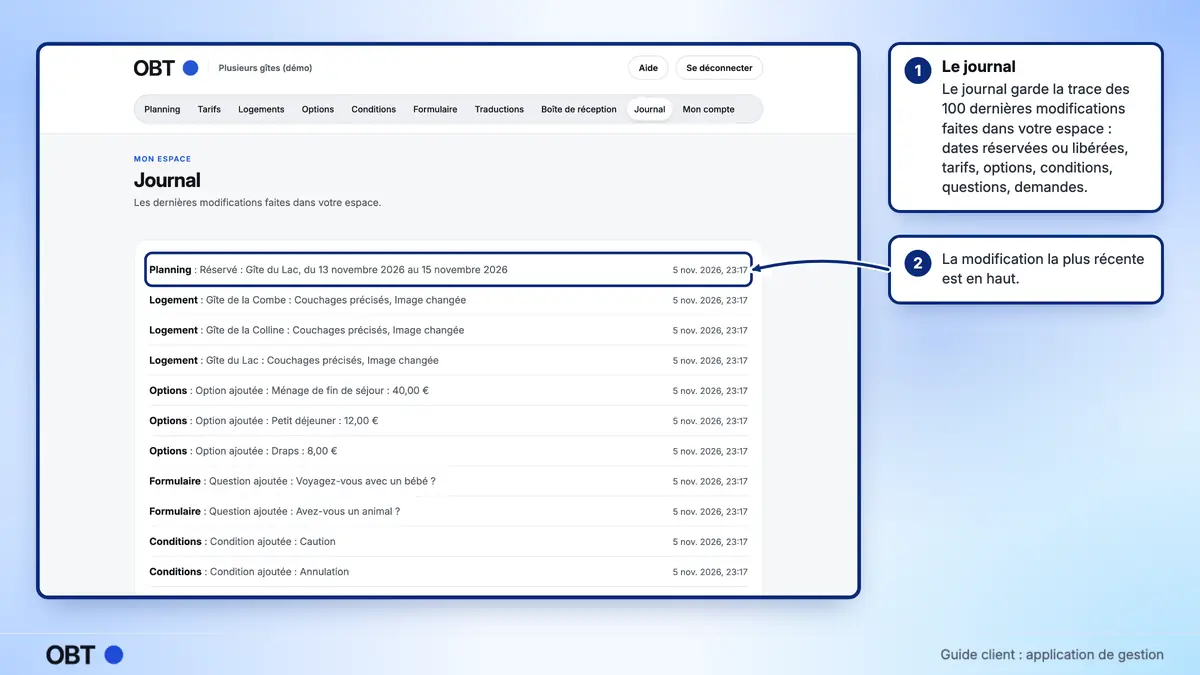 OBT
Plusieurs gîtes (démo)
Aide
Se déconnecter
Planning Tarifs Logements Options Conditions Formulaire Traductions Boîte de réception Journal Mon compte
MON ESPACE
Journal
Les dernières modifications faites dans votre espace.
Planning : Réservé : Gîte du Lac, du 13 novembre 2026 au 15 novembre 2026 5 nov. 2026, 23:17
Logement : Gîte de la Combe : Couchages précisés, Image changée 5 nov. 2026, 23:17
Logement : Gîte de la Colline : Couchages précisés, Image changée 5 nov. 2026, 23:17
Logement : Gîte du Lac : Couchages précisés, Image changée 5 nov. 2026, 23:17
Options : Option ajoutée : Ménage de fin de séjour : 40,00 € 5 nov. 2026, 23:17
Options : Option ajoutée : Petit déjeuner : 12,00 € 5 nov. 2026, 23:17
Options : Option ajoutée : Draps : 8,00 € 5 nov. 2026, 23:17
Formulaire : Question ajoutée : Voyagez-vous avec un bébé ? 5 nov. 2026, 23:17
Formulaire : Question ajoutée : Avez-vous un animal ? 5 nov. 2026, 23:17
Conditions : Condition ajoutée : Caution 5 nov. 2026, 23:17
Conditions : Condition ajoutée : Annulation 5 nov. 2026, 23:17
1 Le journal
Le journal garde la trace des
100 dernières modifications
faites dans votre espace :
dates réservées ou libérées,
tarifs, options, conditions,
questions, demandes.
2 La modification la plus récente
est en haut.
OBT
Guide client : application de gestion